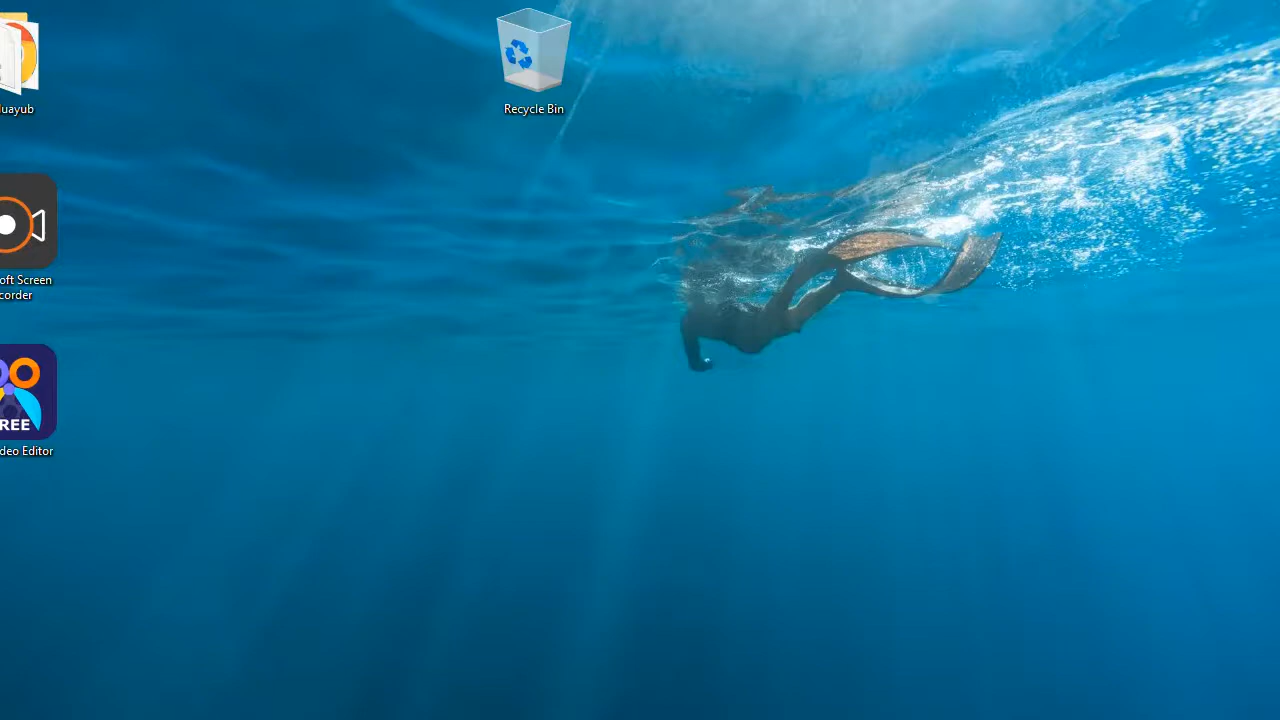 uayub
Recycle Bin
oft Screen
corder
REE
deo Editor